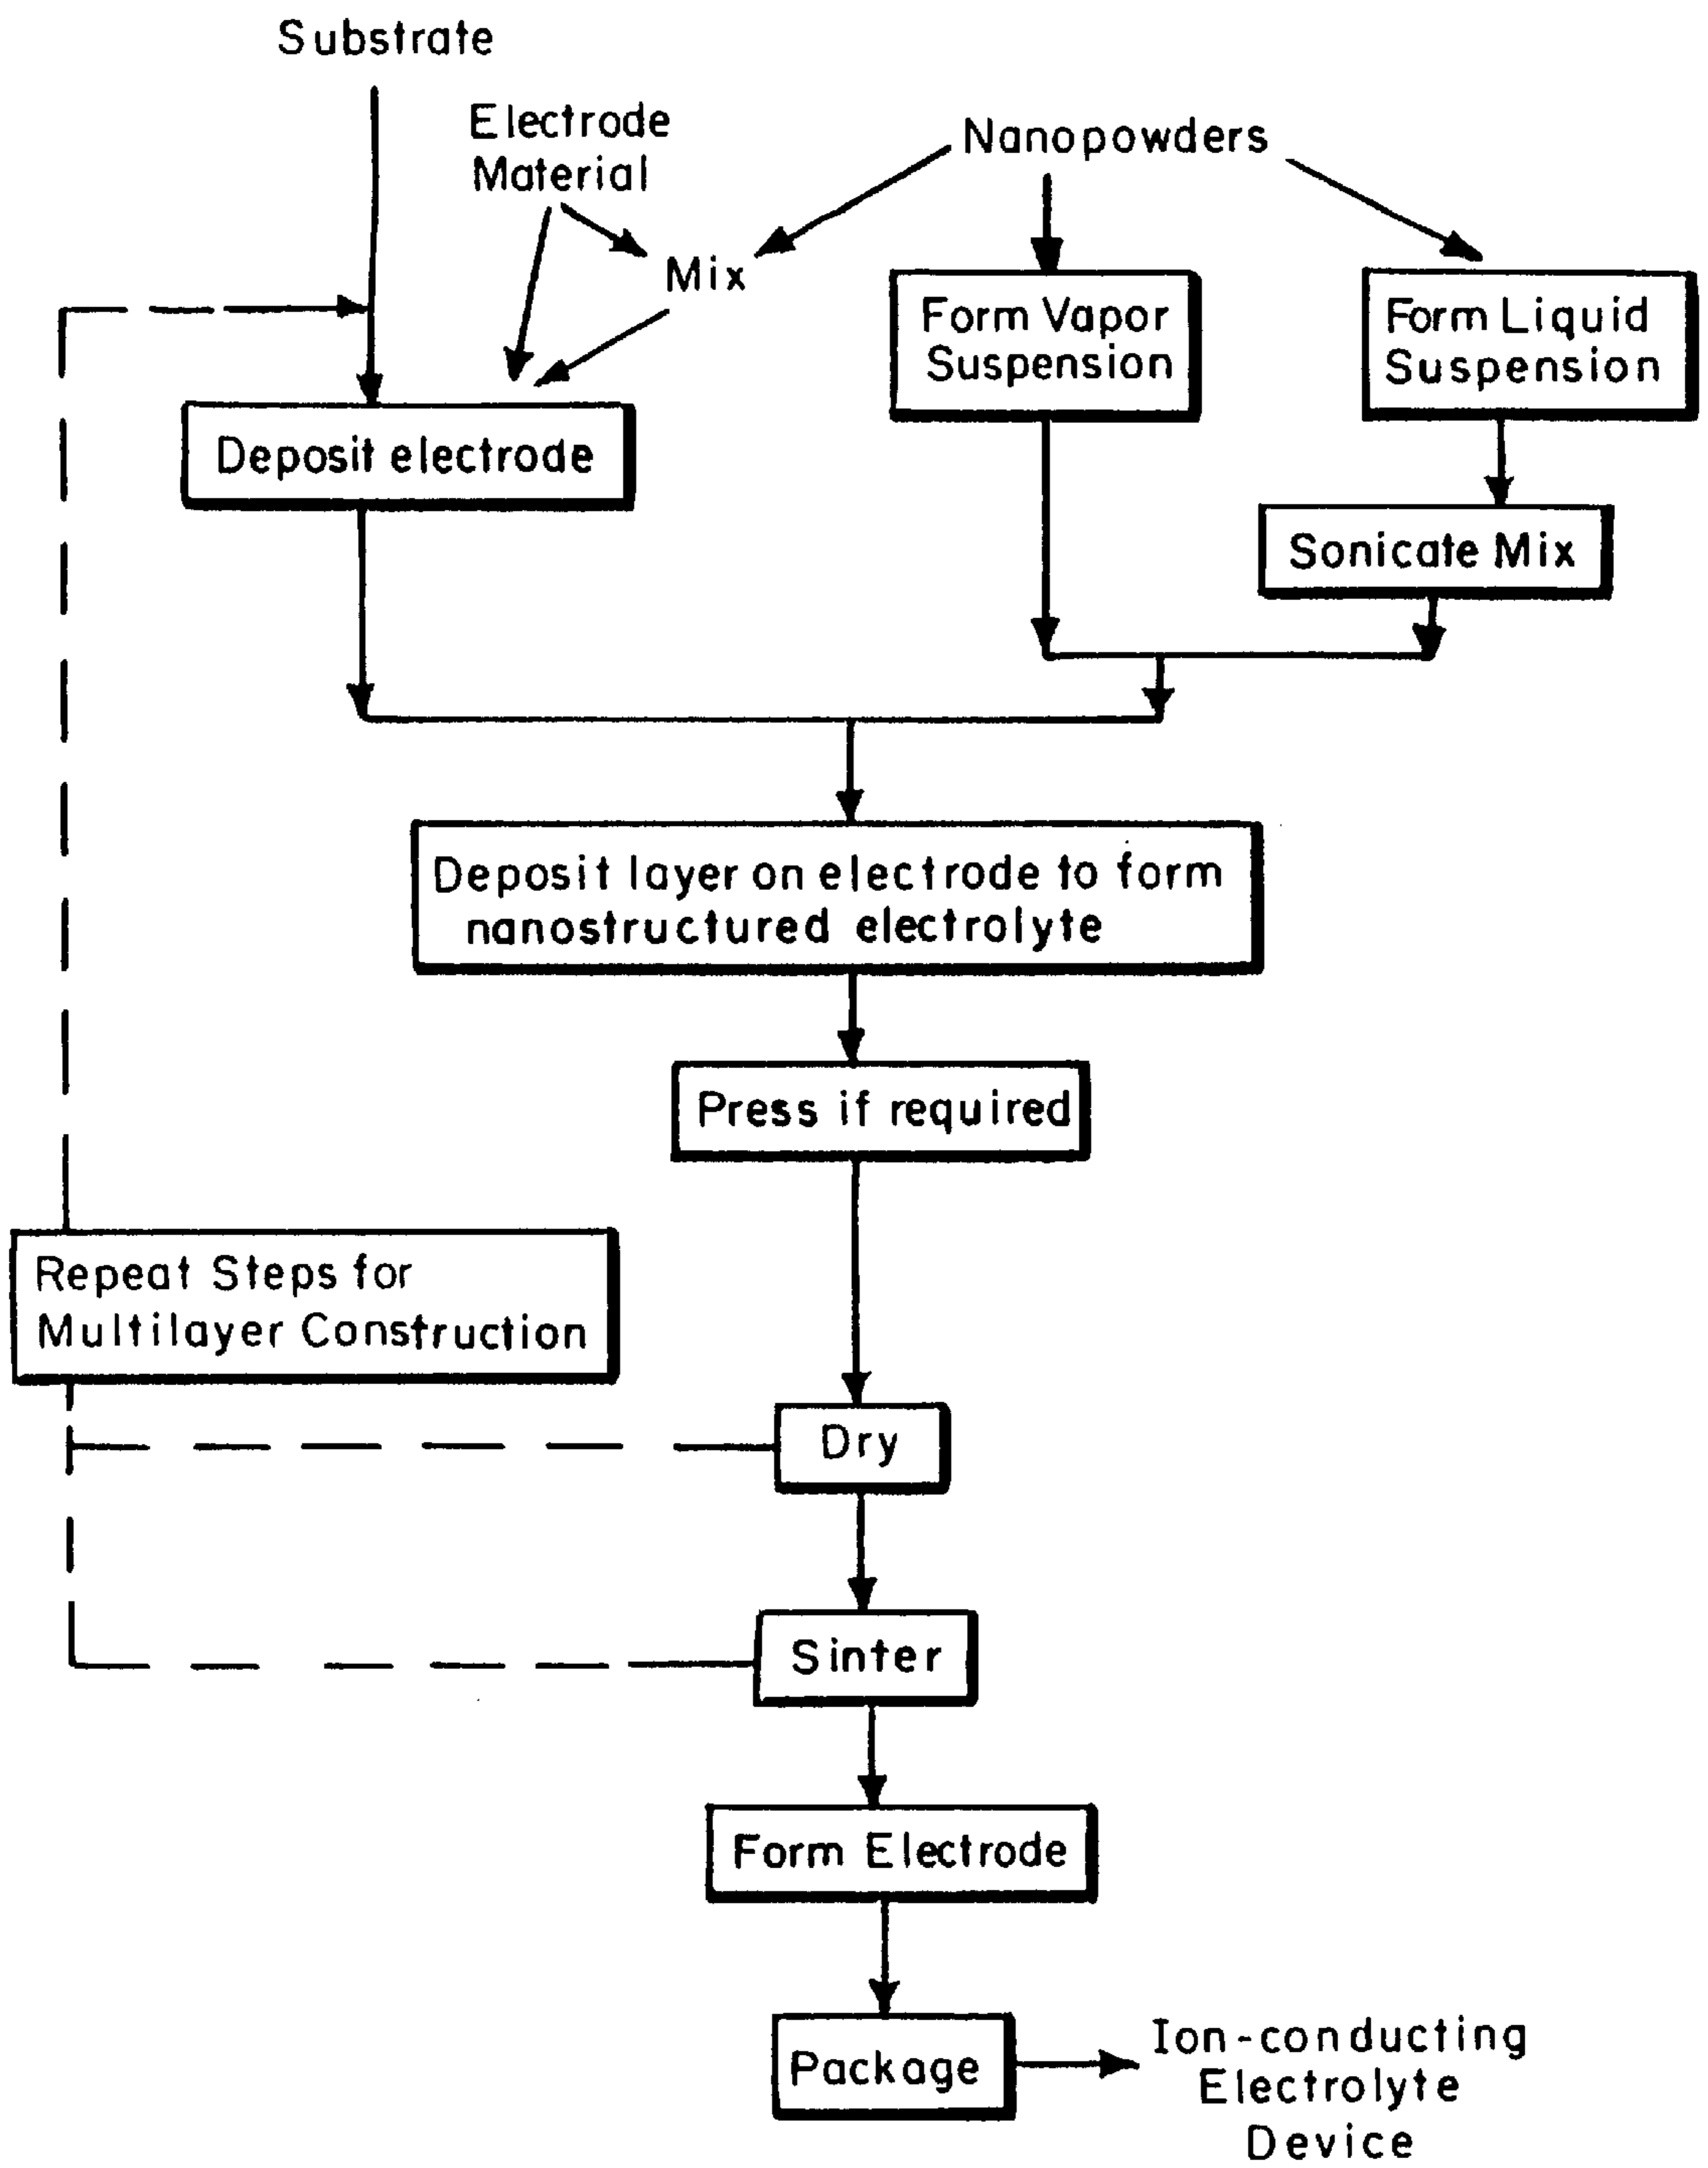 Substrate
Electrode
Material
Nanopowders
Mix
Form Vapor
Suspension
Form Liquid
Suspension
Deposit electrode
Sonicate Mix
Deposit layer on electrode to form
nanostructured electrolyte
Press if required
Repeat Steps for
Multilayer Construction
Dry
Sinter
Form Electrode
Package
Ion-conducting
Electrolyte
Device